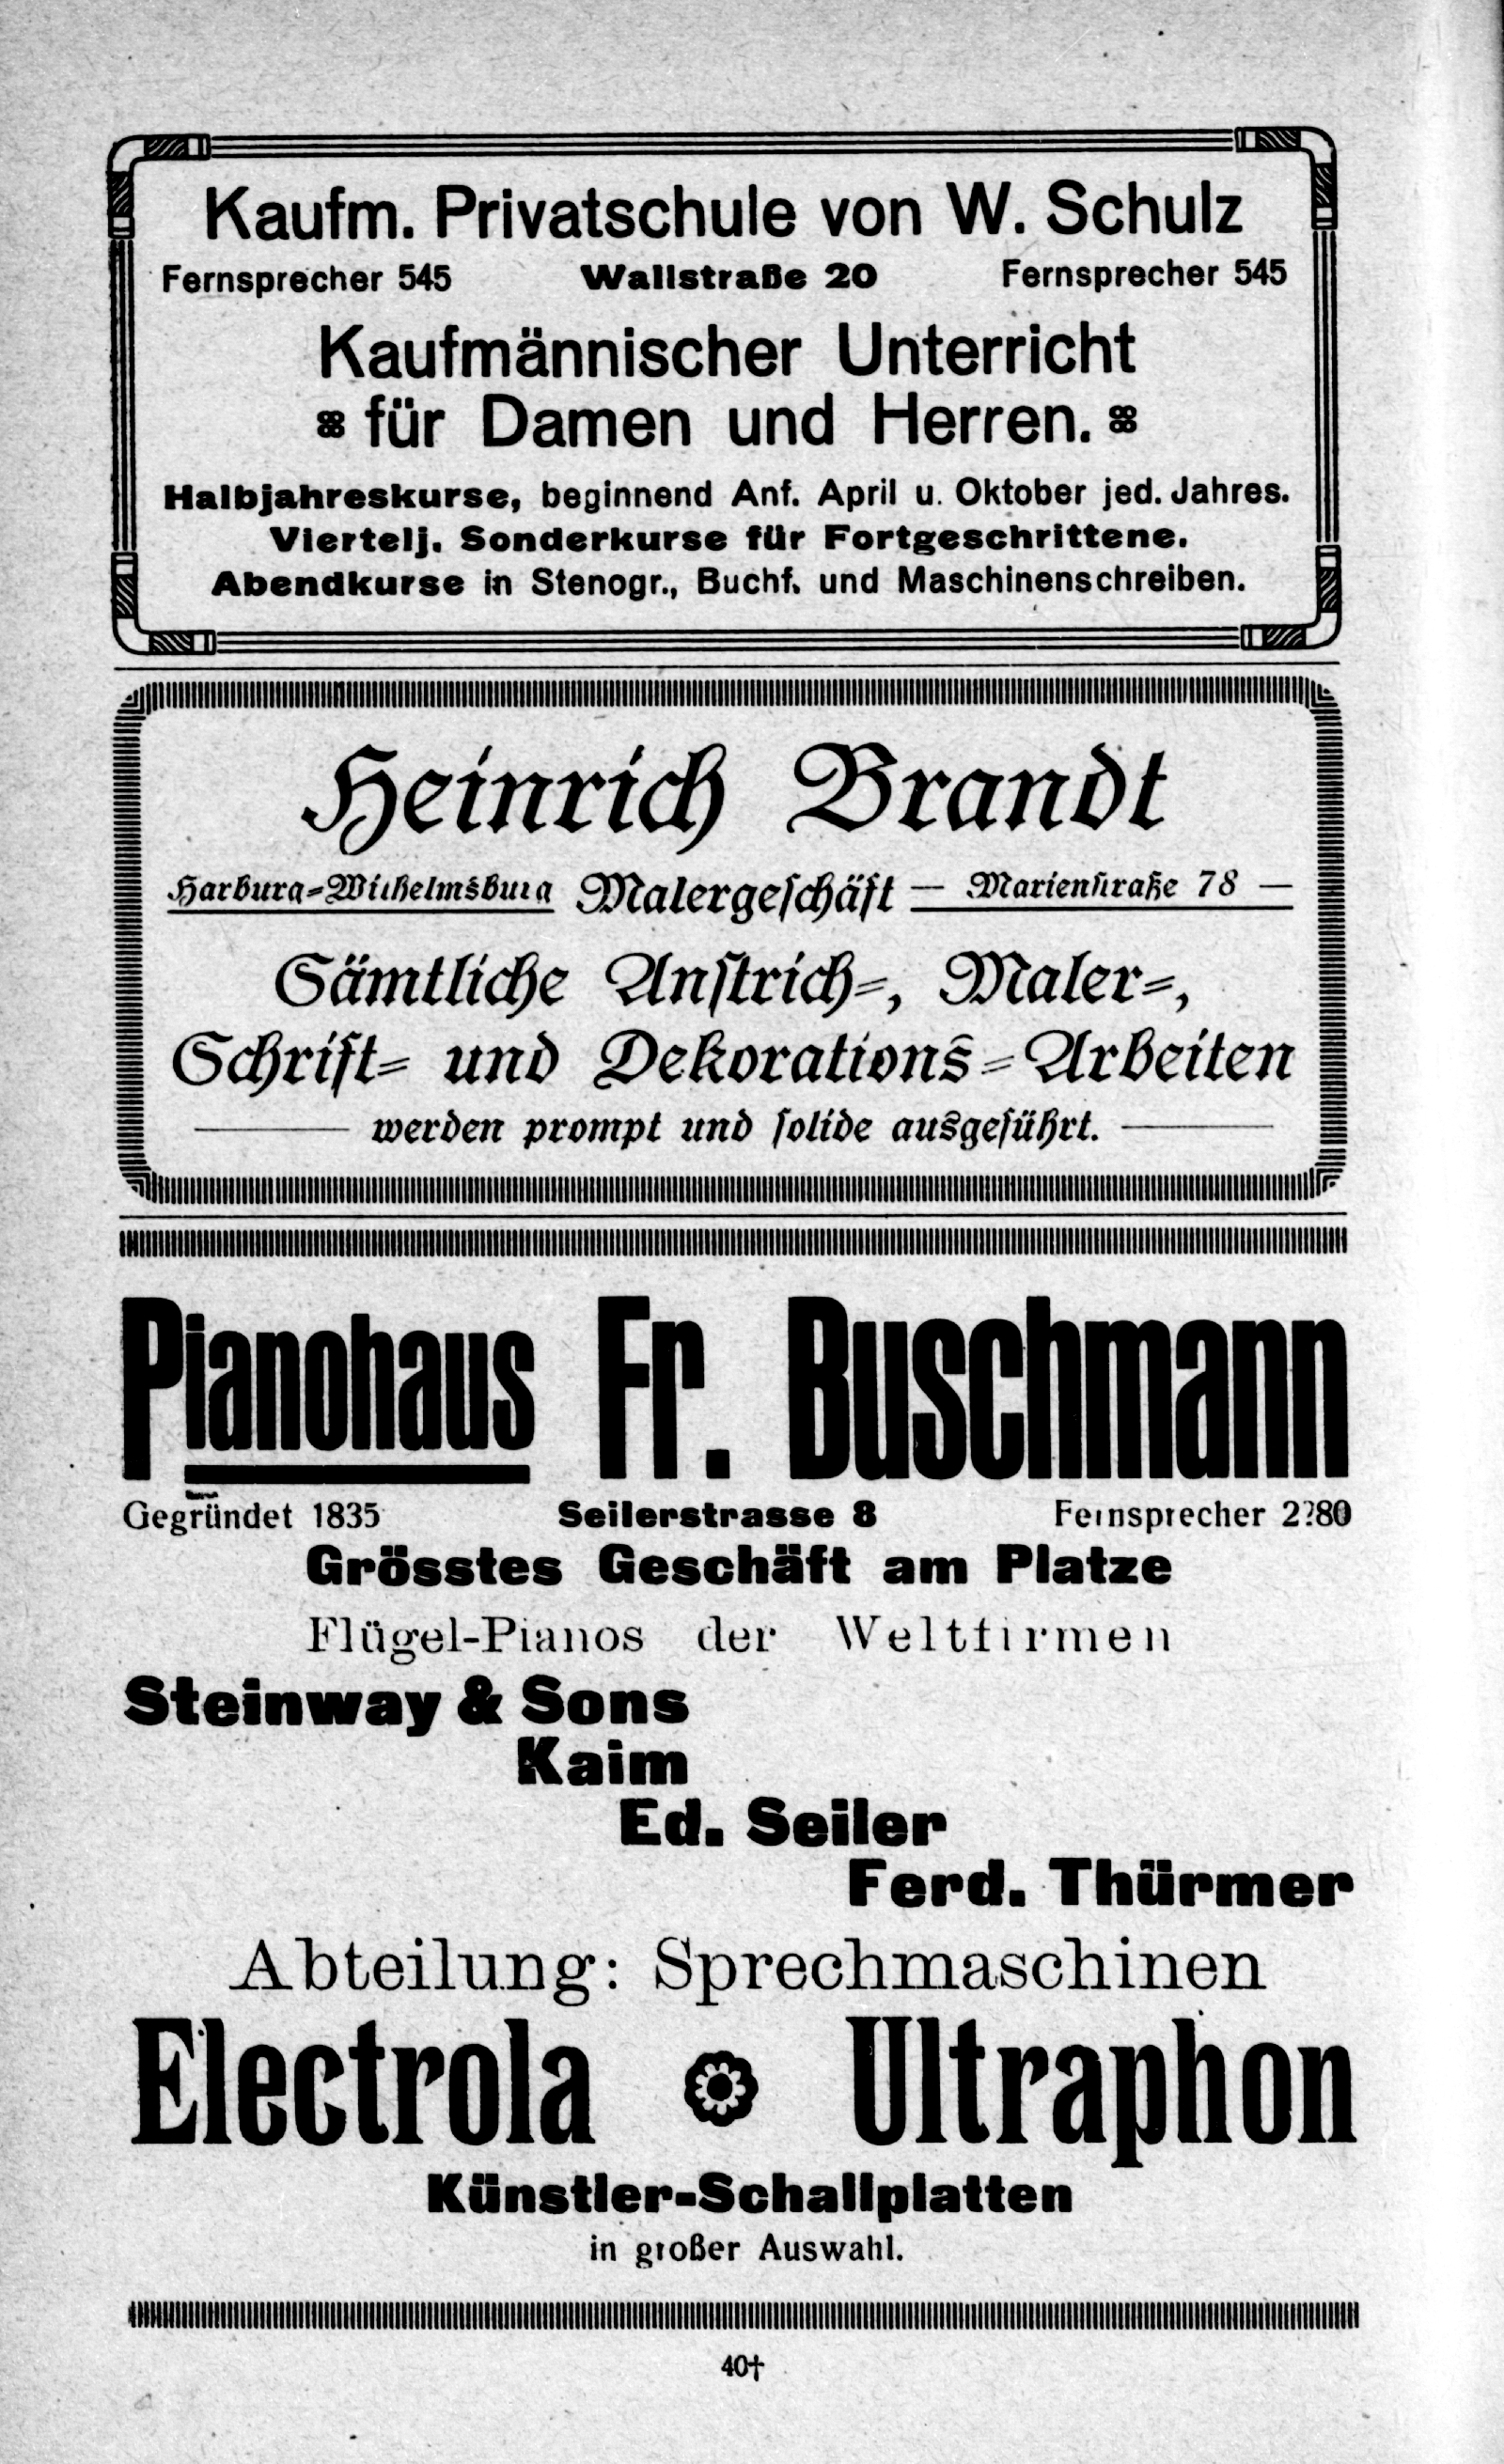 Kaufm. Privatschule von W. Schulz
Fernsprecher 545 Wallstraße 20 Fernsprecher 545
Kaufmännischer Unterricht
für Damen und Herren.
Halbjahreskurse, beginnend Anf. April u. Oktober jed. Jahres.
Viertelj. Sonderkurse für Fortgeschrittene.
Abendkurse in Stenogr., Buchf. und Maschinenschreiben.
Heinrich Brandt
Harburg-Wilhelmsburg Malergeschäft — Marienstraße 78 —
Sämtliche Anstrich-, Maler-,
Schrift- und Dekorations-Arbeiten
werden prompt und solide ausgeführt.
Pianohaus Fr. Buschmann
Gegründet 1835 Seilerstrasse 8 Fernsprecher
Grösstes Geschäft am Platze
Flügel-Pianos der Weltfirmen
Steinway & Sons
Kaim
Ed. Seiler
Ferd. Thürmer
Abteilung: Sprechmaschinen
Electrola Ultraphon
Künstler-Schallplatten
in großer Auswahl.
40†